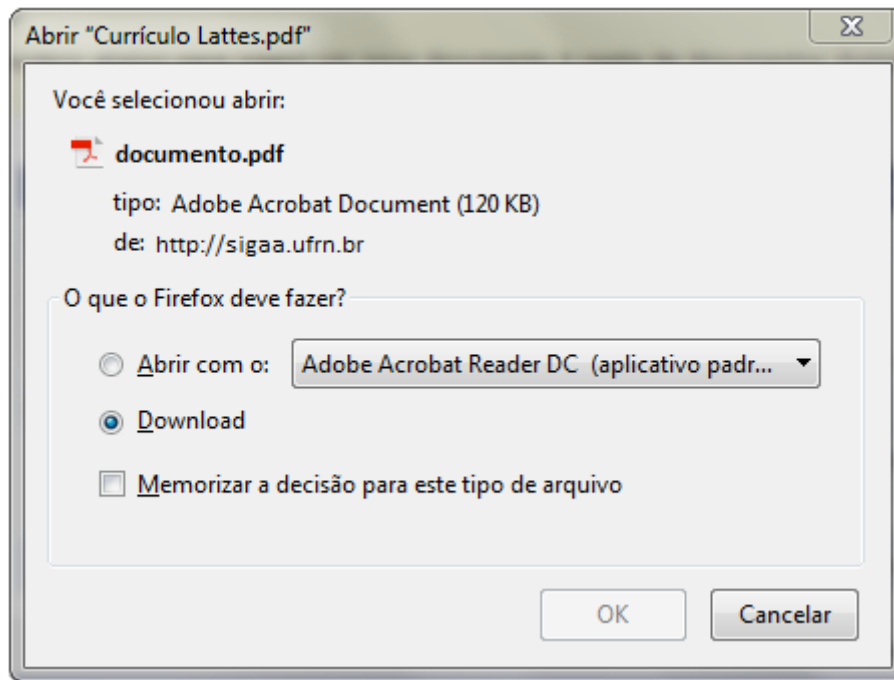 Abrir "Currículo Lattes.pdf"
Você selecionou abrir:
documento.pdf
tipo: Adobe Acrobat Document (120 KB)
de: http://sigaa.ufrn.br
O que o Firefox deve fazer?
Abrir com o: Adobe Acrobat Reader DC (aplicativo padr...
Download
Memorizar a decisão para este tipo de arquivo
OK Cancelar